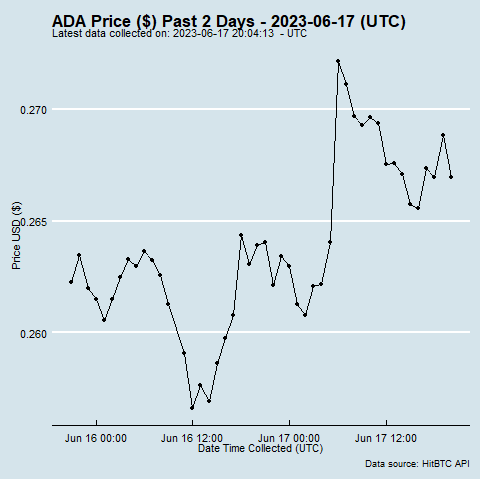 ADA Price ($) Past 2 Days - 2023-06-17 (UTC)
Latest data collected on: 2023-06-17 20:04:13  - UTC
0.270
0.265
0.260
Price USD ($)
Jun 16 00:00
Jun 16 12:00
Jun 17 00:00
Jun 17 12:00
Date Time Collected (UTC)
Data source: HitBTC API